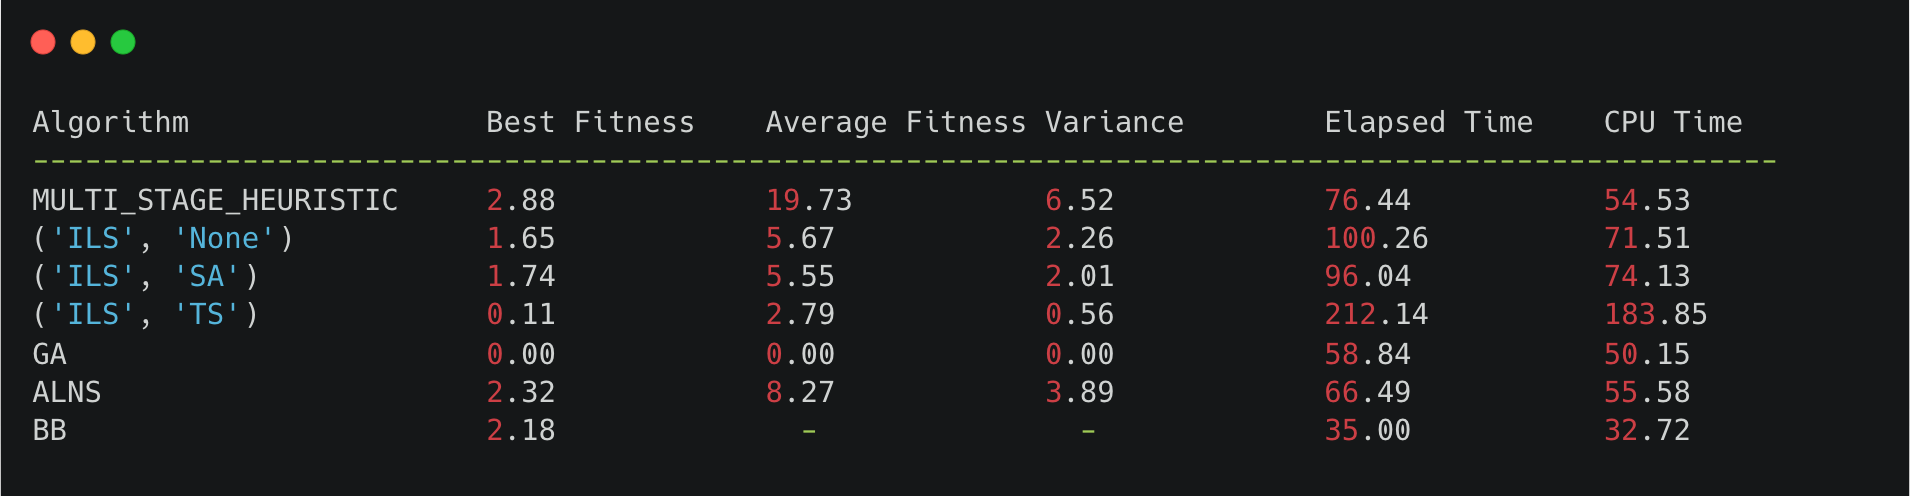 Algorithm Best Fitness Average Fitness Variance Elapsed Time CPU Time
----------------------------------------------------------------------------------------------------
MULTI_STAGE_HEURISTIC 2.88 19.73 6.52 76.44 54.53
('ILS', 'None') 1.65 5.67 2.26 100.26 71.51
('ILS', 'SA') 1.74 5.55 2.01 96.04 74.13
('ILS', 'TS') 0.11 2.79 0.56 212.14 183.85
GA 0.00 0.00 0.00 58.84 50.15
ALNS 2.32 8.27 3.89 66.49 55.58
BB 2.18 - - 35.00 32.72